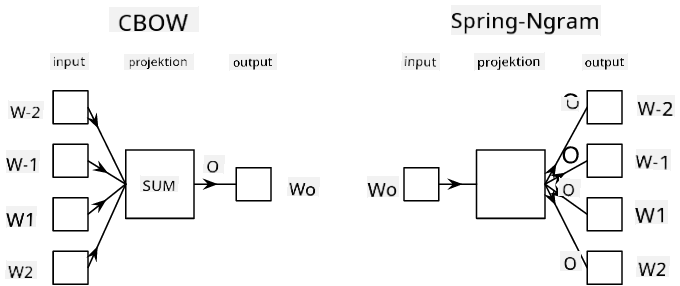 CBOW
input projektion output
W-2
W-1
W1
W2
SUM
O
Wo
Spring-Ngram
input projektion output
Wo
O
O
O
O
W-2
W-1
W1
W2